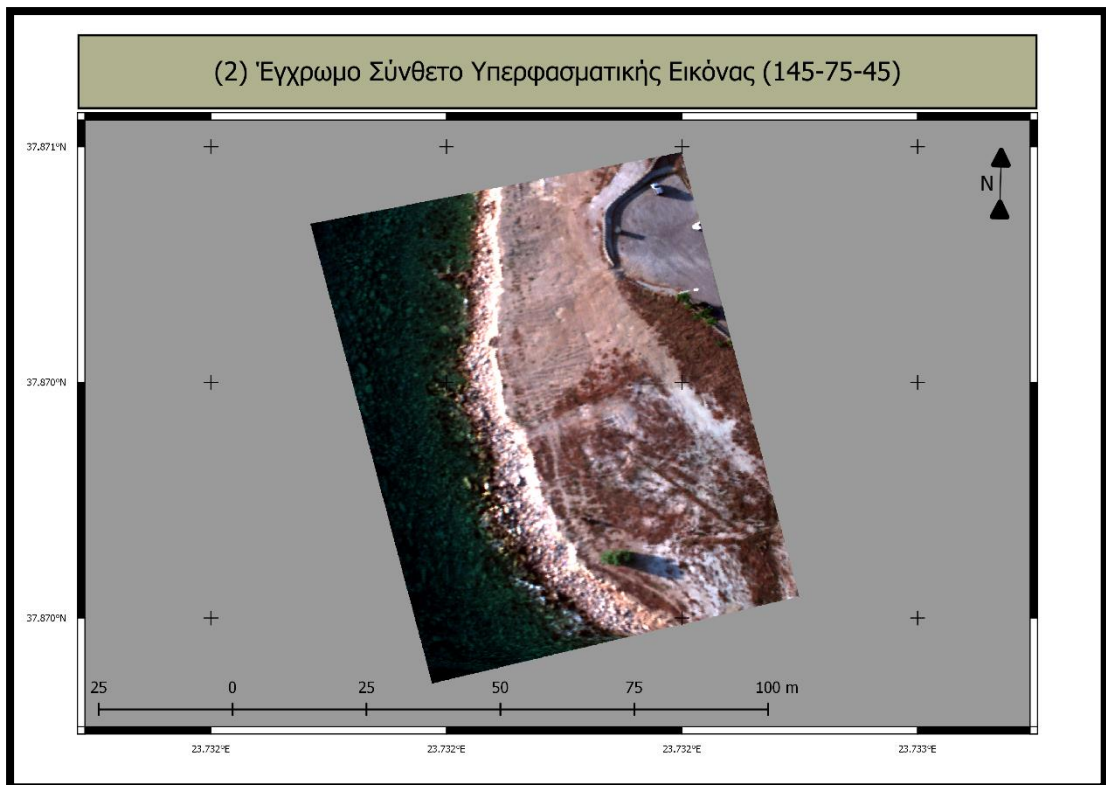 (2) Έγχρωμο Σύνθετο Υπερφασματικής Εικόνας (145-75-45)
37.871°N
N
37.870°N
37.870°N
25 0 25 50 75 100 m
23.732°E 23.732°E 23.732°E 23.733°E